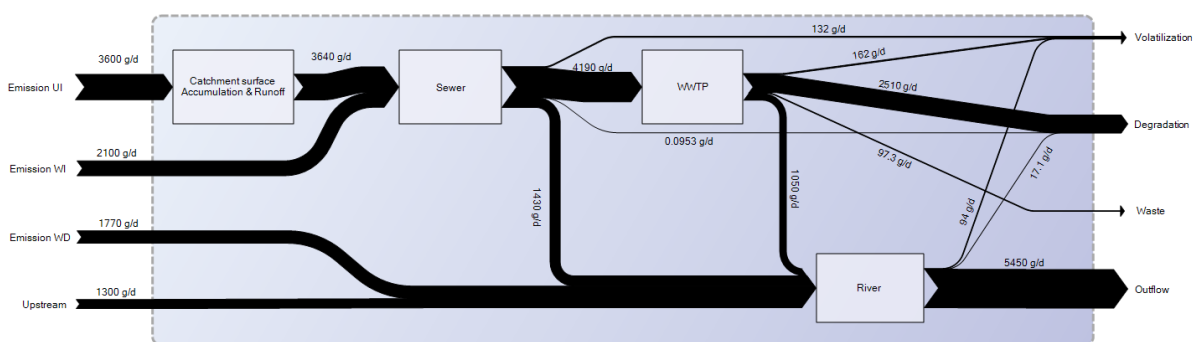 132 g/d
Volatilization
3600 g/d
3640 g/d
162 g/d
4190 g/d
Emission UI
Catchment surface
Accumulation & Runoff
Sewer
WWTP
2510 g/d
Degradation
0.0953 g/d
2100 g/d
97.3 g/d
17.1 g/d
Emission WI
1430 g/d
1050 g/d
94 g/d
Waste
1770 g/d
Emission WD
5450 g/d
1300 g/d
Upstream
River
Outflow